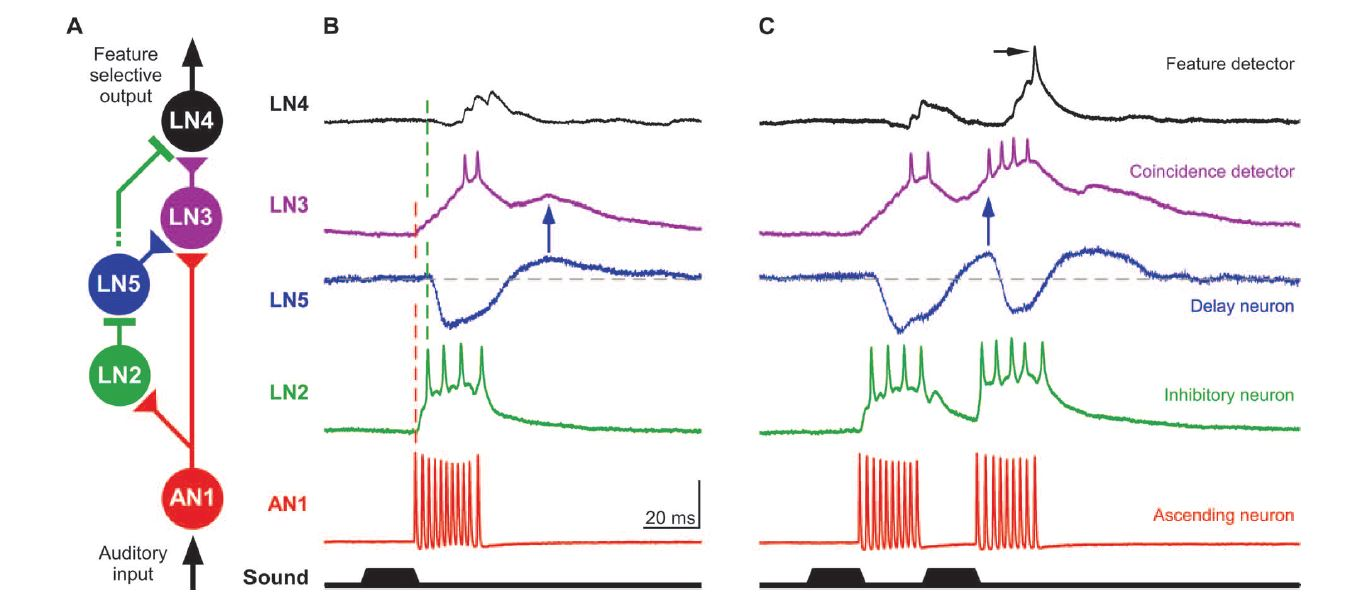 A
Feature
selective
output
LN4
LN3
LN5
LN2
AN1
Auditory
input
B
LN4
LN3
LN5
LN2
AN1
20 ms
Sound
C
Feature detector
Coincidence detector
Delay neuron
Inhibitory neuron
Ascending neuron